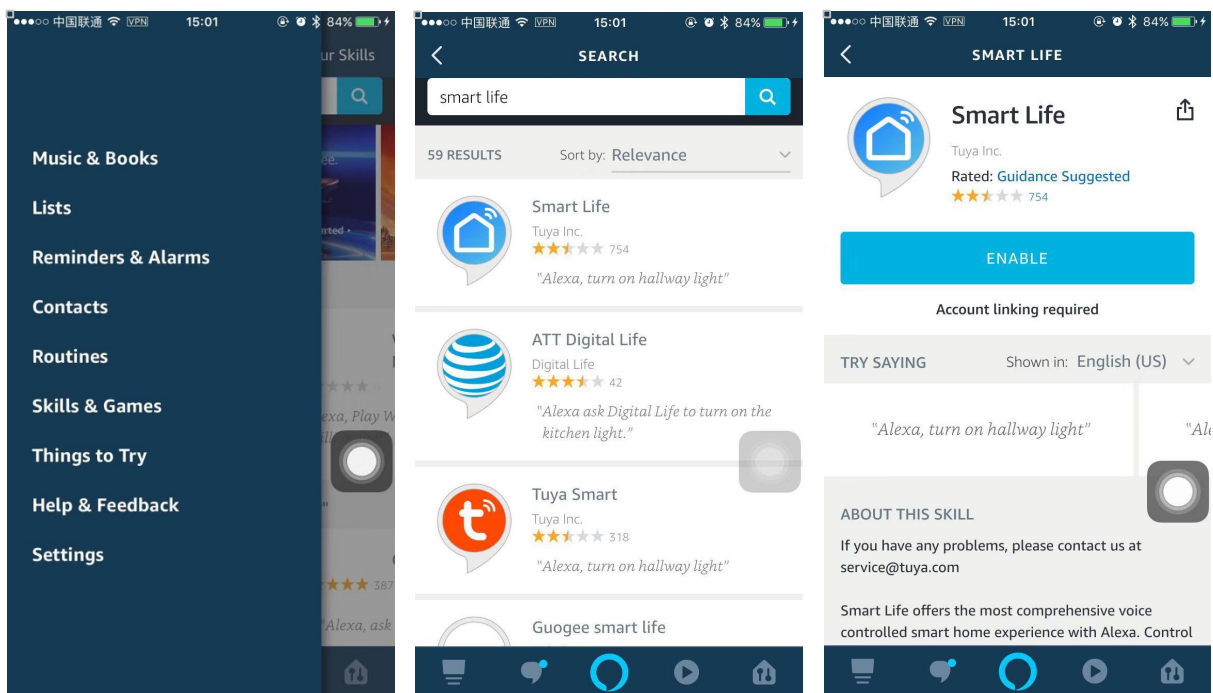 中国联通 VPN 15:01 84%
ur Skills
ee.
rted
Music & Books
Lists
Reminders & Alarms
Contacts
Routines
Skills & Games
Things to Try
Help & Feedback
Settings
exa, Play W
387
"Alexa, ask
中国联通 VPN 15:01 84%
SEARCH
smart life
59 RESULTS Sort by: Relevance
Smart Life
Tuya Inc.
754
"Alexa, turn on hallway light"
ATT Digital Life
Digital Life
42
"Alexa ask Digital Life to turn on the
kitchen light."
Tuya Smart
Tuya Inc.
318
"Alexa, turn on hallway light"
Guogee smart life
中国联通 VPN 15:01 84%
SMART LIFE
Smart Life
Tuya Inc.
Rated: Guidance Suggested
754
ENABLE
Account linking required
TRY SAYING Shown in: English (US)
"Alexa, turn on hallway light" "Ale
ABOUT THIS SKILL
If you have any problems, please contact us at
service@tuya.com
Smart Life offers the most comprehensive voice
controlled smart home experience with Alexa. Control